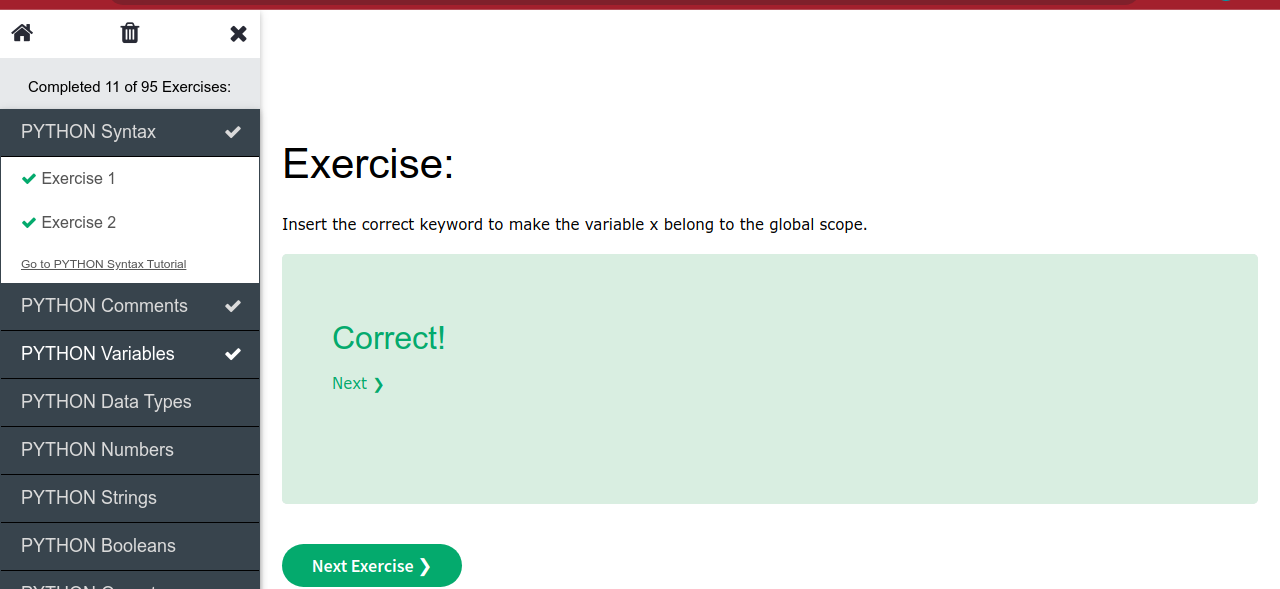 Completed 11 of 95 Exercises:
PYTHON Syntax
Exercise 1
Exercise 2
Go to PYTHON Syntax Tutorial
PYTHON Comments
PYTHON Variables
PYTHON Data Types
PYTHON Numbers
PYTHON Strings
PYTHON Booleans
Exercise:
Insert the correct keyword to make the variable x belong to the global scope.
Correct!
Next ❯
Next Exercise ❯